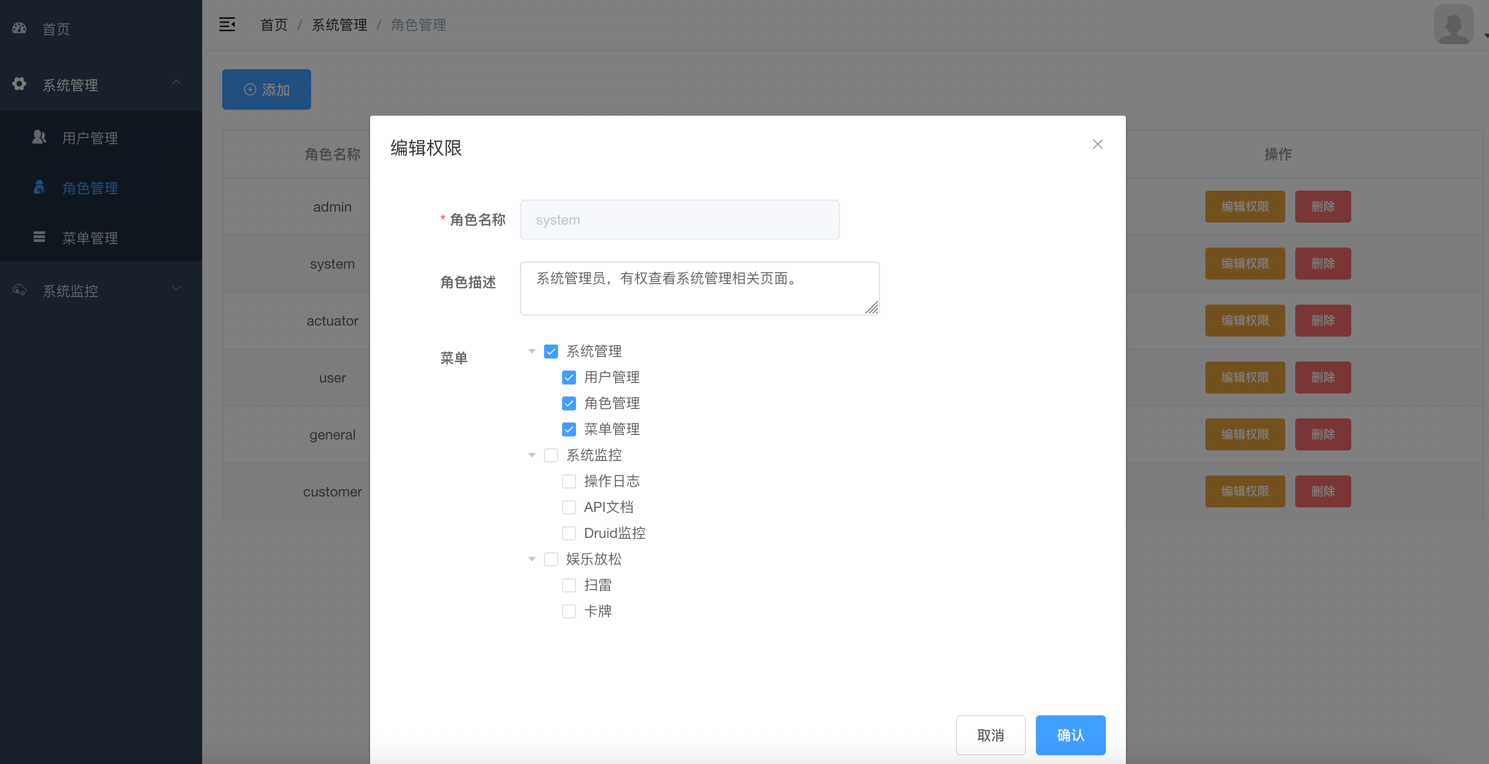 首页
系统管理
用户管理
角色管理
菜单管理
系统监控
首页 / 系统管理 / 角色管理
添加
角色名称 操作
admin 编辑权限 删除
system 编辑权限 删除
actuator 编辑权限 删除
user 编辑权限 删除
general 编辑权限 删除
customer 编辑权限 删除
编辑权限
* 角色名称 system
角色描述 系统管理员，有权查看系统管理相关页面。
菜单
系统管理
用户管理
角色管理
菜单管理
系统监控
操作日志
API文档
Druid监控
娱乐放松
扫雷
卡牌
取消 确认